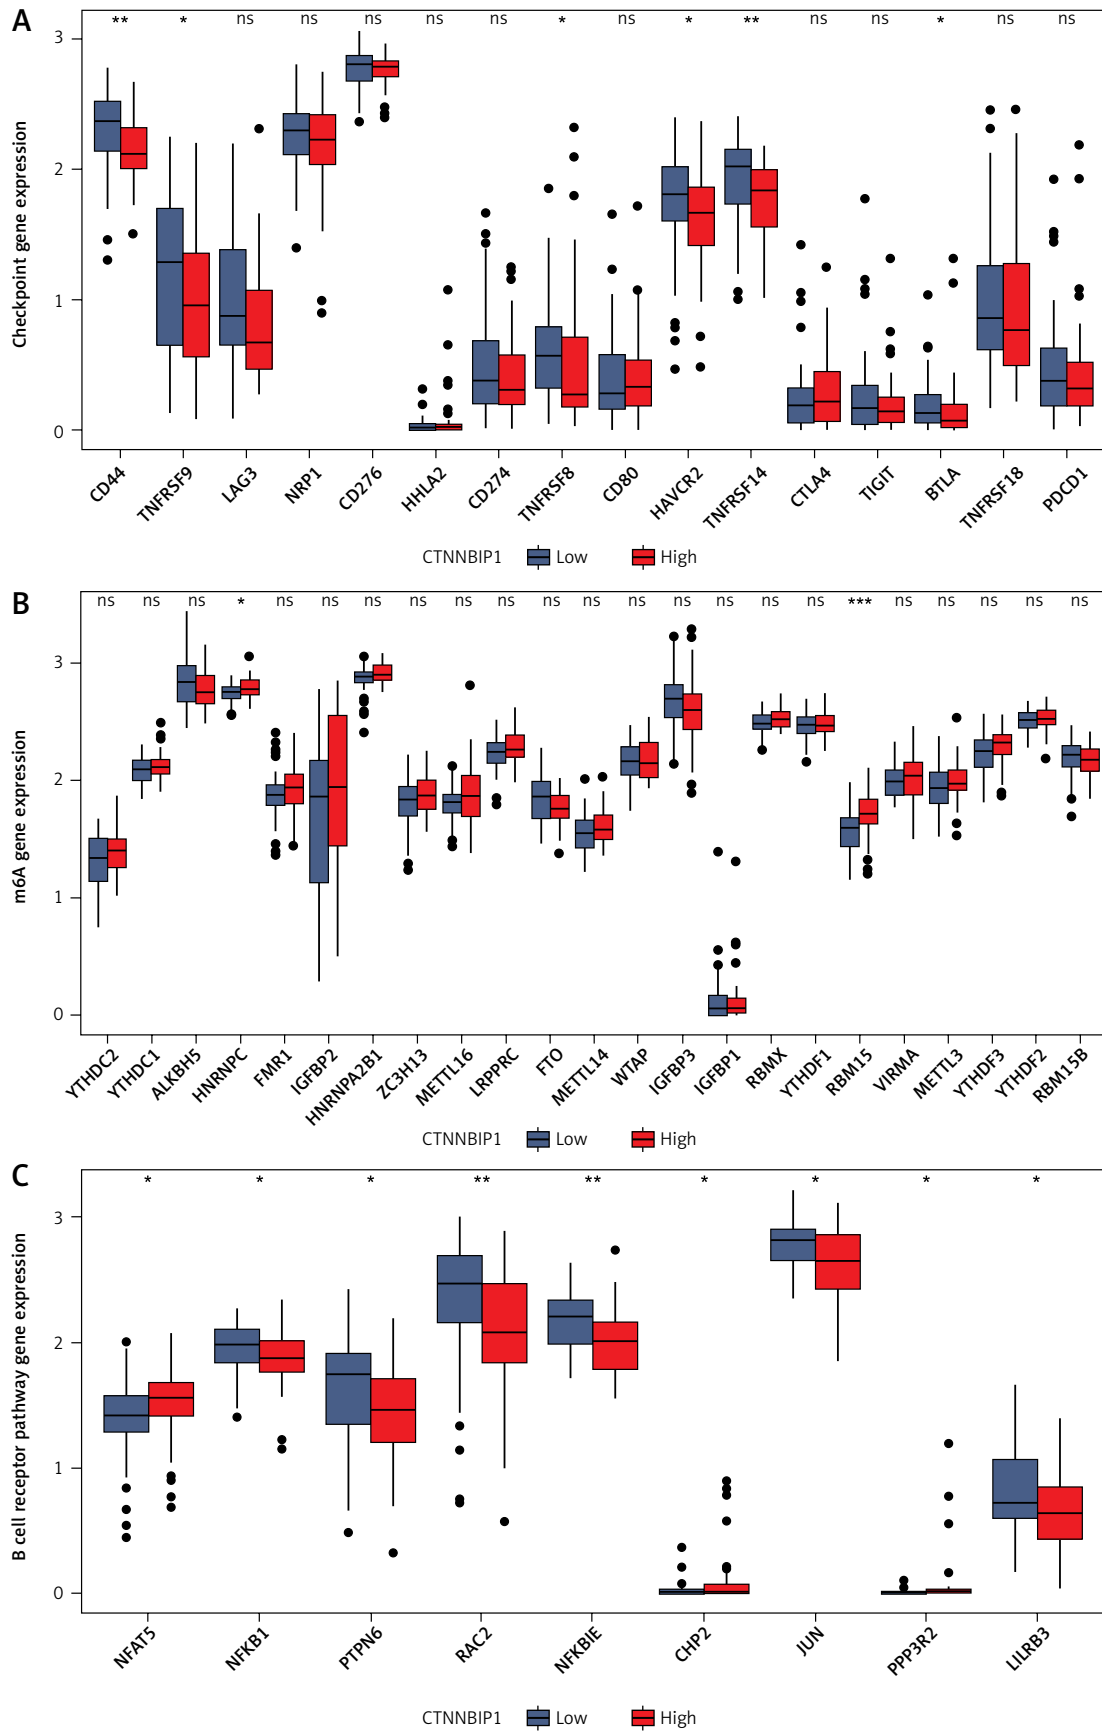 A
** * ns ns ns ns ns * ns * ** ns ns * ns ns
Checkpoint gene expression
3
2
1
0
CD44 TNFRSF9 LAG3 NRP1 CD276 HHLA2 CD274 TNFRSF8 CD80 HAVCR2 TNFRSF14 CTLA4 TIGIT BTLA TNFRSF18 PDCD1
CTNNBIP1 Low High
B
ns ns ns * ns ns ns ns ns ns ns ns ns ns ns ns ns *** ns ns ns ns ns
m6A gene expression
3
2
1
0
YTHDC2 YTHDC1 ALKBH5 HNRNPC FMR1 IGFBP2 HNRNPA2B1 ZC3H13 METTL16 LRPPRC FTO METTL14 WTAP IGFBP3 IGFBP1 RBMX YTHDF1 RBM15 VIRMA METTL3 YTHDF3 YTHDF2 RBM15B
CTNNBIP1 Low High
C
* * * ** ** * * * *
B cell receptor pathway gene expression
3
2
1
0
NFAT5 NFKB1 PTPN6 RAC2 NFKBIE CHP2 JUN PPP3R2 LILRB3
CTNNBIP1 Low High